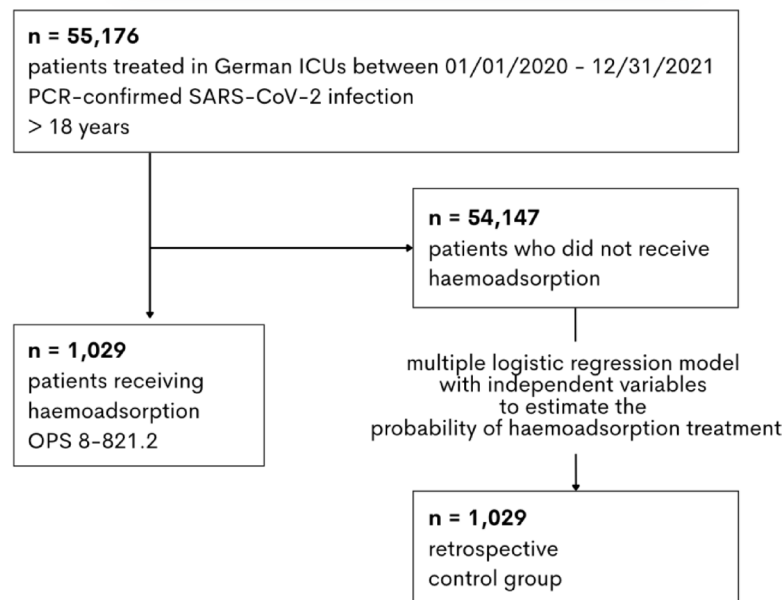 n = 55,176
patients treated in German ICUs between 01/01/2020 - 12/31/2021
PCR-confirmed SARS-CoV-2 infection
> 18 years
n = 54,147
patients who did not receive
haemoadsorption
n = 1,029
patients receiving
haemoadsorption
OPS 8-821.2
multiple logistic regression model
with independent variables
to estimate the
probability of haemoadsorption treatment
n = 1,029
retrospective
control group